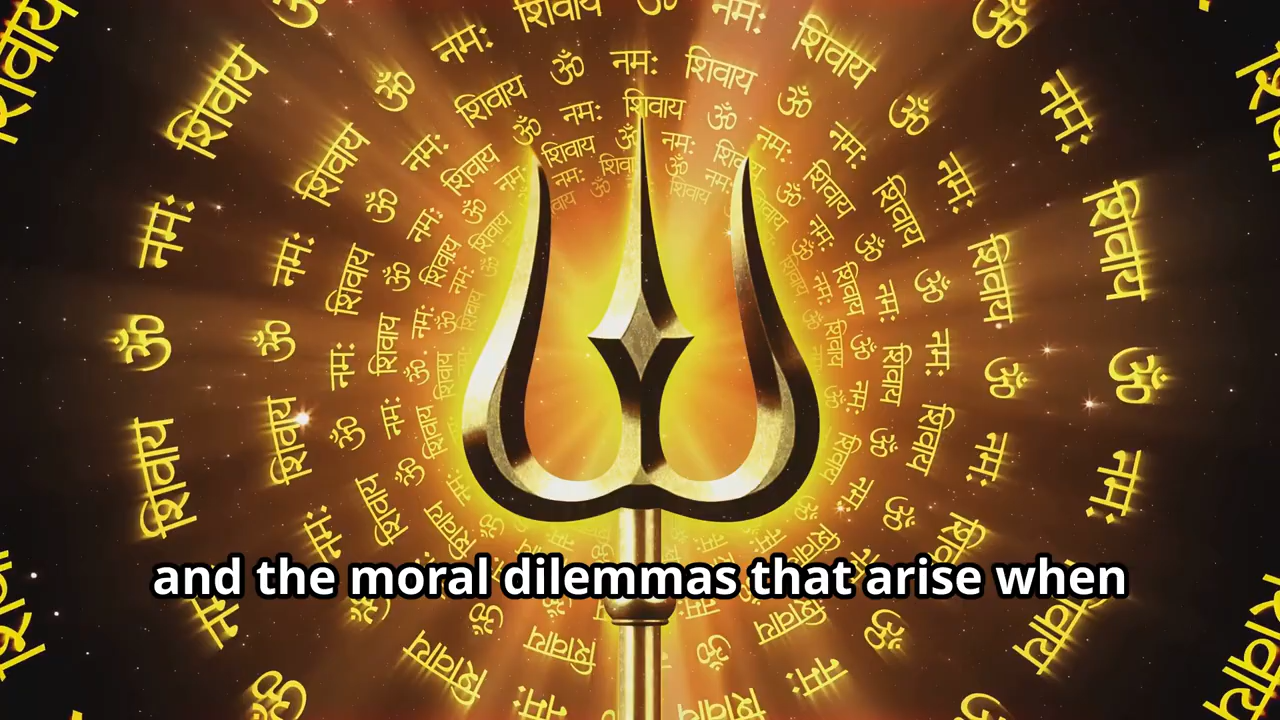 ॐ नमः शिवाय
and the moral dilemmas that arise when